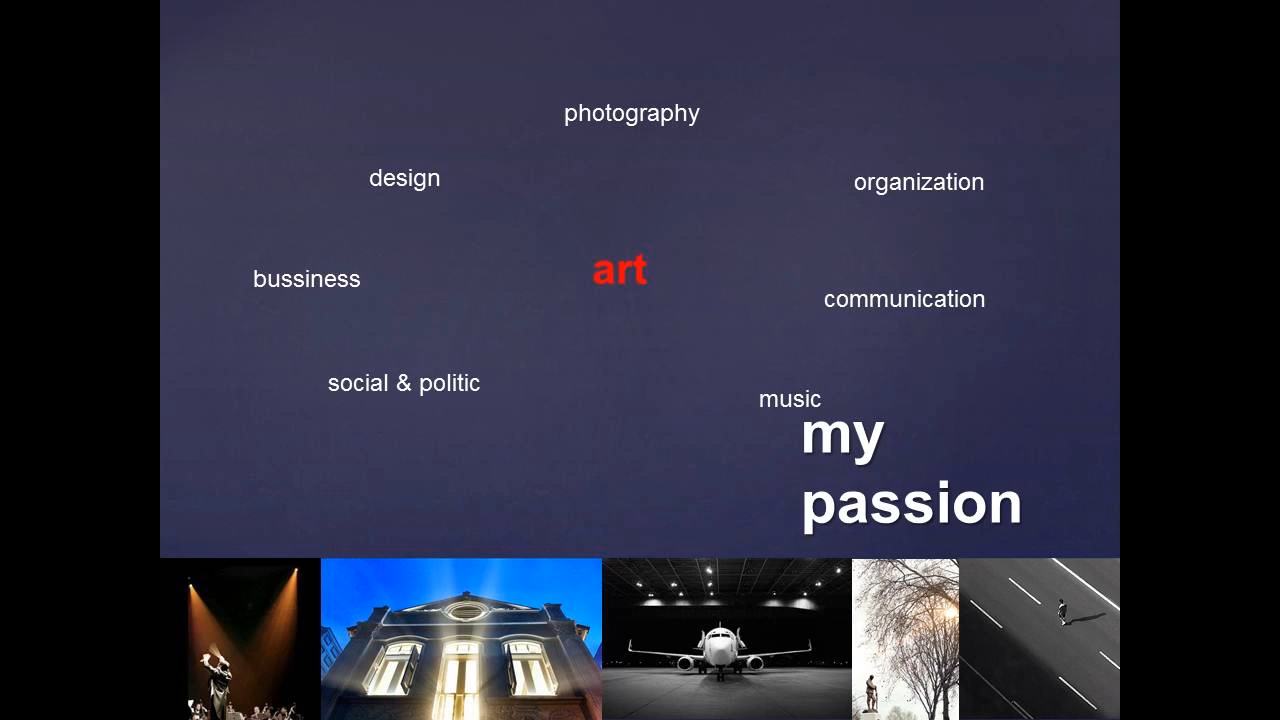 photography
design
organization
art
bussiness
communication
social & politic
music
my
passion